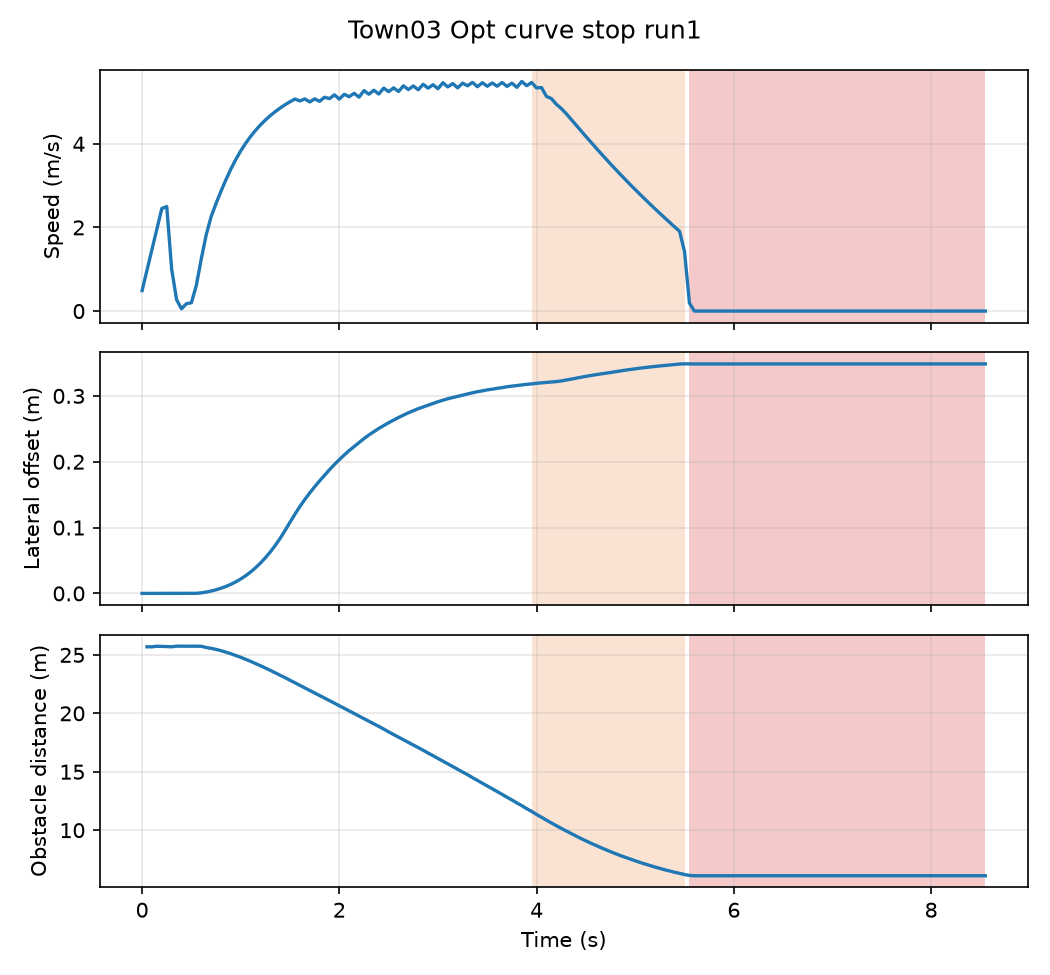 Town03 Opt curve stop run1
Speed (m/s)
4
2
0
Lateral offset (m)
0.3
0.2
0.1
0.0
Obstacle distance (m)
25
20
15
10
0 2 4 6 8
Time (s)